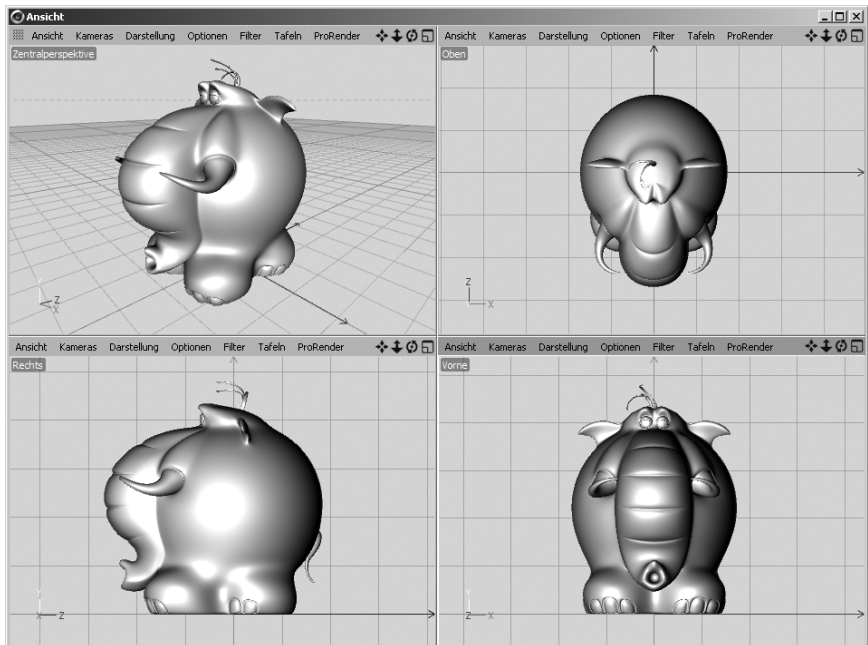 Ansicht
Ansicht Kameras Darstellung Optionen Filter Tafeln ProRender
Zentralperspektive
Y
Z
X
Ansicht Kameras Darstellung Optionen Filter Tafeln ProRender
Oben
Z
X
Ansicht Kameras Darstellung Optionen Filter Tafeln ProRender
Rechts
Y
X Z
Ansicht Kameras Darstellung Optionen Filter Tafeln ProRender
Vorne
Y
Z X